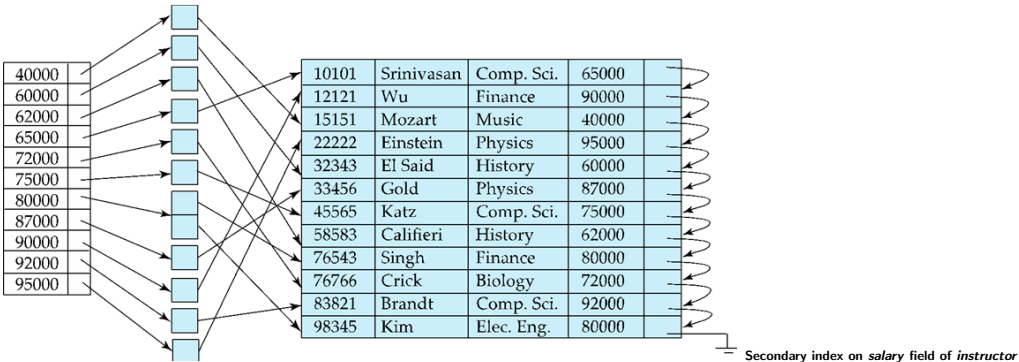 40000
60000
62000
65000
72000
75000
80000
87000
90000
92000
95000
10101 Srinivasan Comp. Sci. 65000
12121 Wu Finance 90000
15151 Mozart Music 40000
22222 Einstein Physics 95000
32343 El Said History 60000
33456 Gold Physics 87000
45565 Katz Comp. Sci. 75000
58583 Califieri History 62000
76543 Singh Finance 80000
76766 Crick Biology 72000
83821 Brandt Comp. Sci. 92000
98345 Kim Elec. Eng. 80000
Secondary index on salary field of instructor